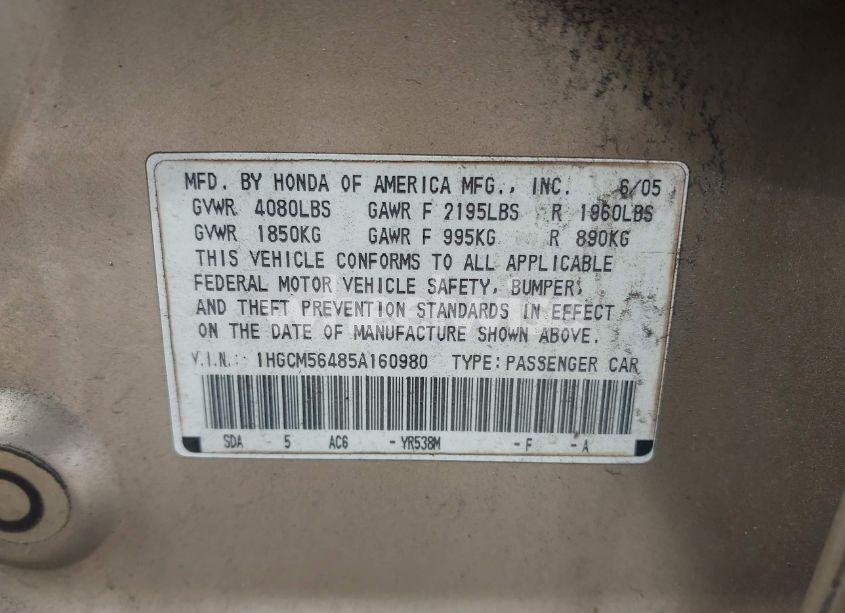 MFD. BY HONDA OF AMERICA MFG., INC. 6/05
GVWR 4080LBS GAWR F 2195LBS R 1960LBS
GVWR 1850KG GAWR F 995KG R 890KG
THIS VEHICLE CONFORMS TO ALL APPLICABLE
FEDERAL MOTOR VEHICLE SAFETY, BUMPER,
AND THEFT PREVENTION STANDARDS IN EFFECT
ON THE DATE OF MANUFACTURE SHOWN ABOVE.
V.I.N.: 1HGCM56485A160980 TYPE: PASSENGER CAR
SDA 5 AC6 - YR538M - F - A